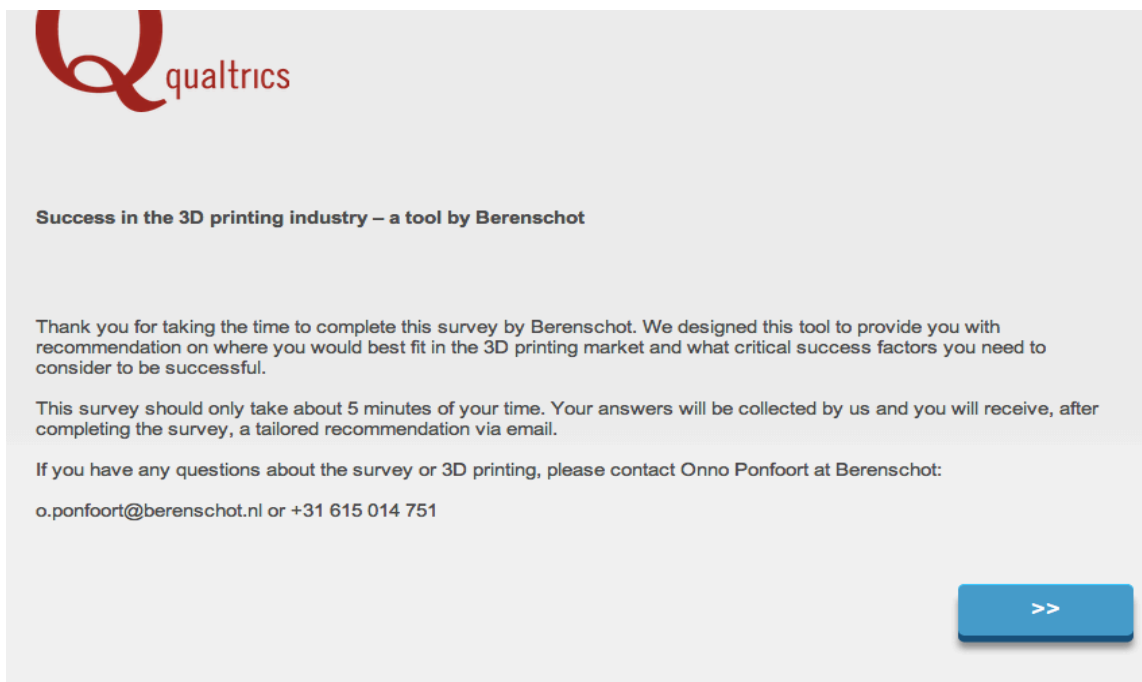 Qualtrics
Success in the 3D printing industry – a tool by Berenschot
Thank you for taking the time to complete this survey by Berenschot. We designed this tool to provide you with
recommendation on where you would best fit in the 3D printing market and what critical success factors you need to
consider to be successful.
This survey should only take about 5 minutes of your time. Your answers will be collected by us and you will receive, after
completing the survey, a tailored recommendation via email.
If you have any questions about the survey or 3D printing, please contact Onno Ponfoort at Berenschot:
o.ponfoort@berenschot.nl or +31 615 014 751
>>